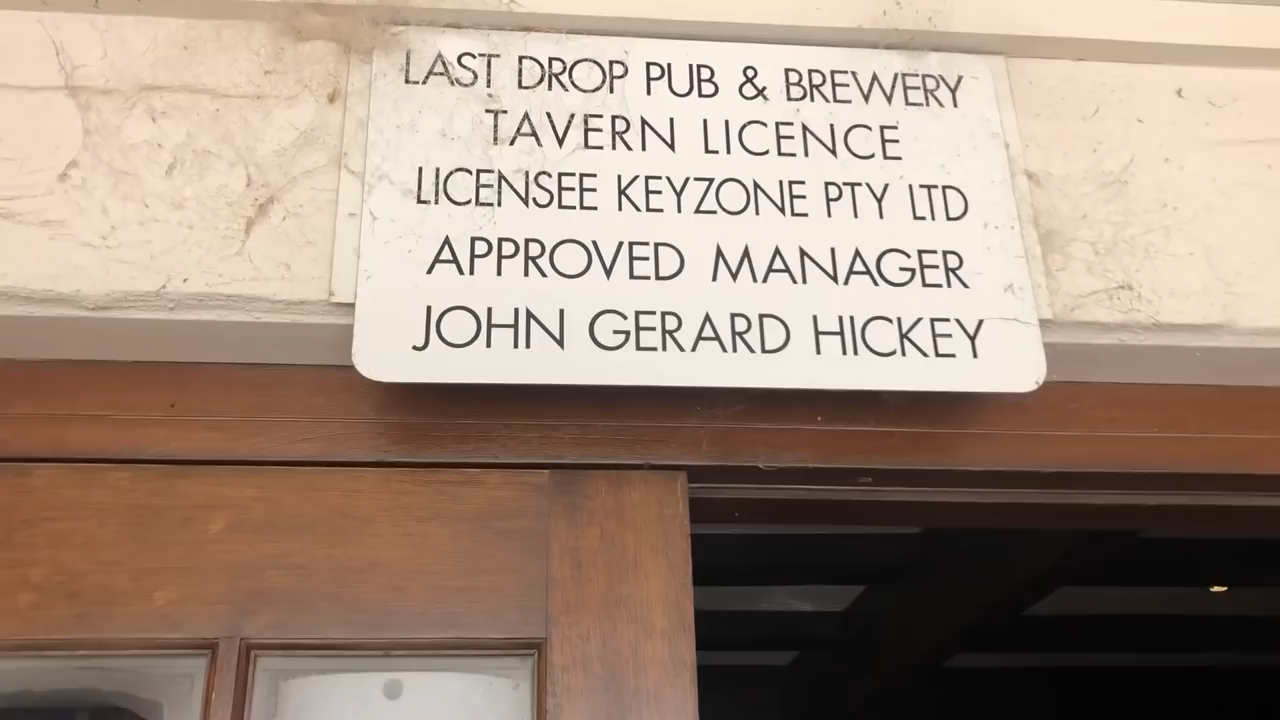 LAST DROP PUB & BREWERY
TAVERN LICENCE
LICENSEE KEYZONE PTY LTD
APPROVED MANAGER
JOHN GERARD HICKEY